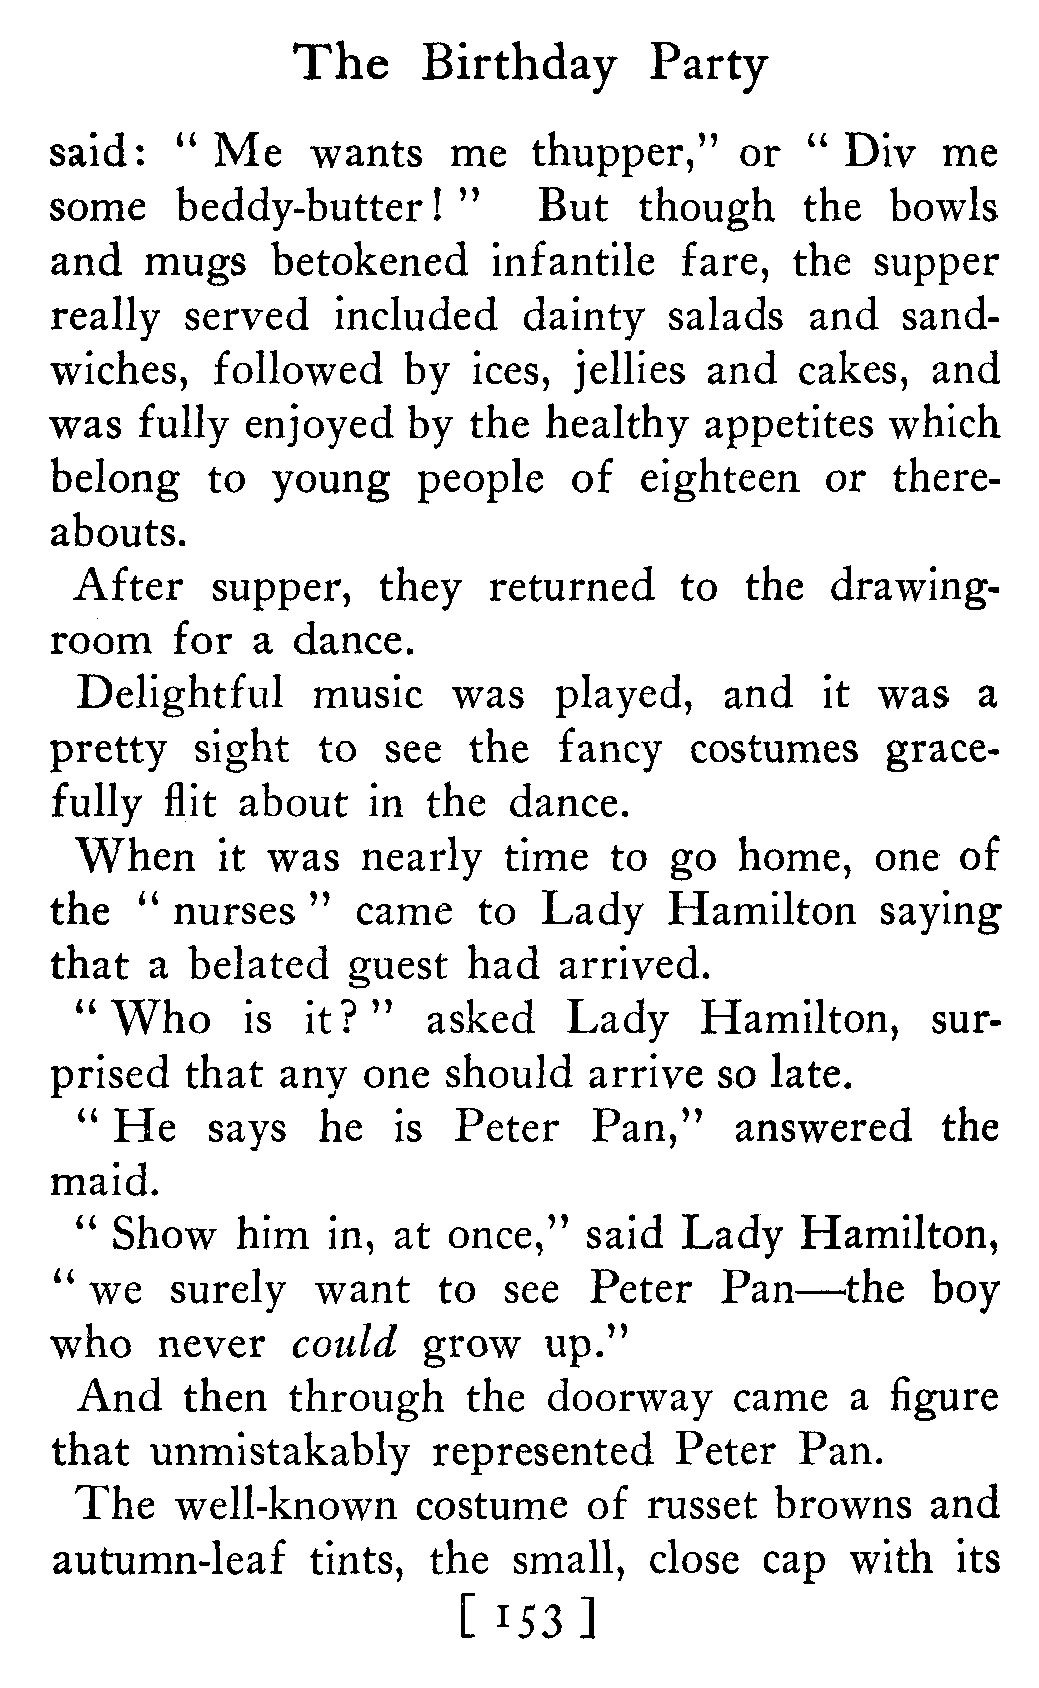 The Birthday Party
said: " Me wants me thupper," or " Div me
some beddy-butter! " But though the bowls
and mugs betokened infantile fare, the supper
really served included dainty salads and sand-
wiches, followed by ices, jellies and cakes, and
was fully enjoyed by the healthy appetites which
belong to young people of eighteen or there-
abouts.
After supper, they returned to the drawing-
room for a dance.
Delightful music was played, and it was a
pretty sight to see the fancy costumes grace-
fully flit about in the dance.
When it was nearly time to go home, one of
the " nurses " came to Lady Hamilton saying
that a belated guest had arrived.
" Who is it? " asked Lady Hamilton, sur-
prised that any one should arrive so late.
" He says he is Peter Pan," answered the
maid.
" Show him in, at once," said Lady Hamilton,
" we surely want to see Peter Pan—the boy
who never could grow up."
And then through the doorway came a figure
that unmistakably represented Peter Pan.
The well-known costume of russet browns and
autumn-leaf tints, the small, close cap with its
[ 153 ]